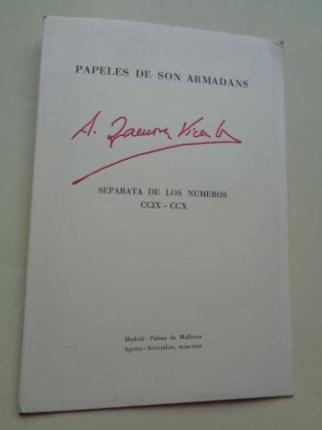 PAPELES DE SON ARMADANS
A. Zamora Vicente
SEPARATA DE LOS NUMEROS
CCIX - CCX
Madrid - Palma de Mallorca
Agosto - Setiembre,